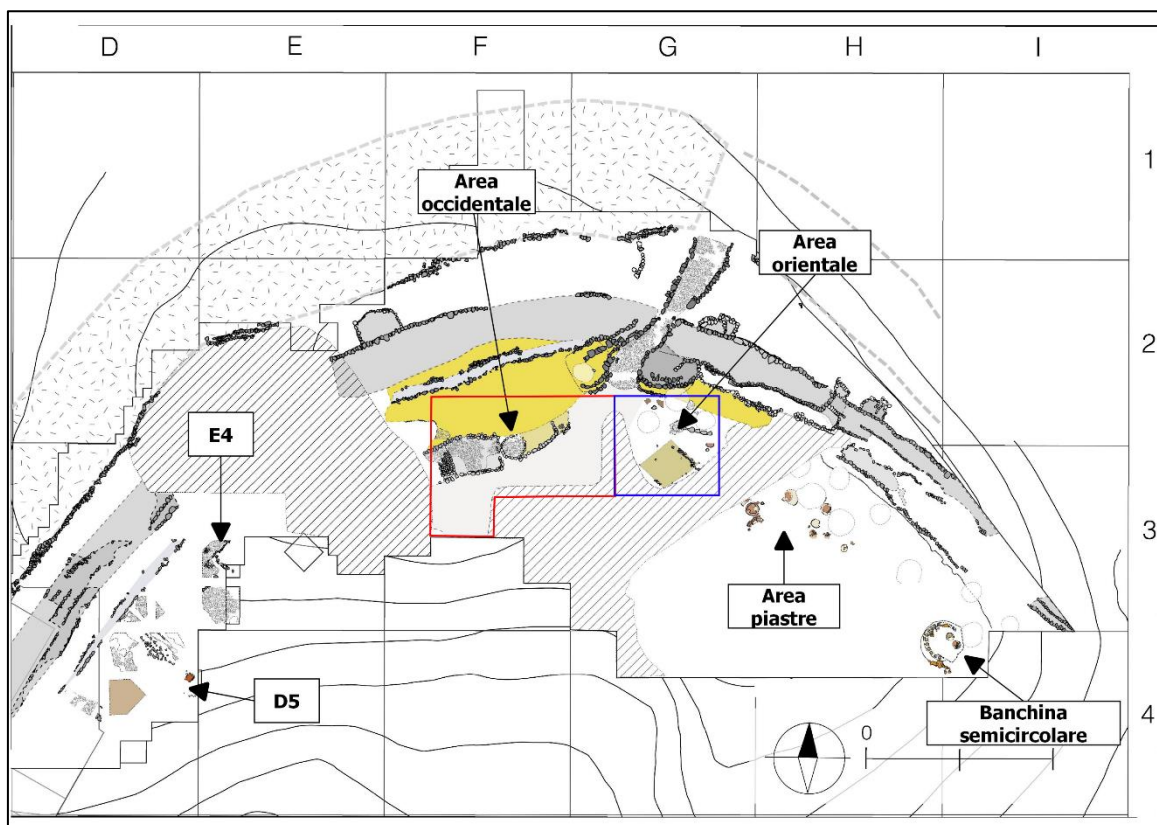 D E F G H I
1
Area
occidentale
Area
orientale
2
E4
3
Area
piastre
D5
4
0
Banchina
semicircolare